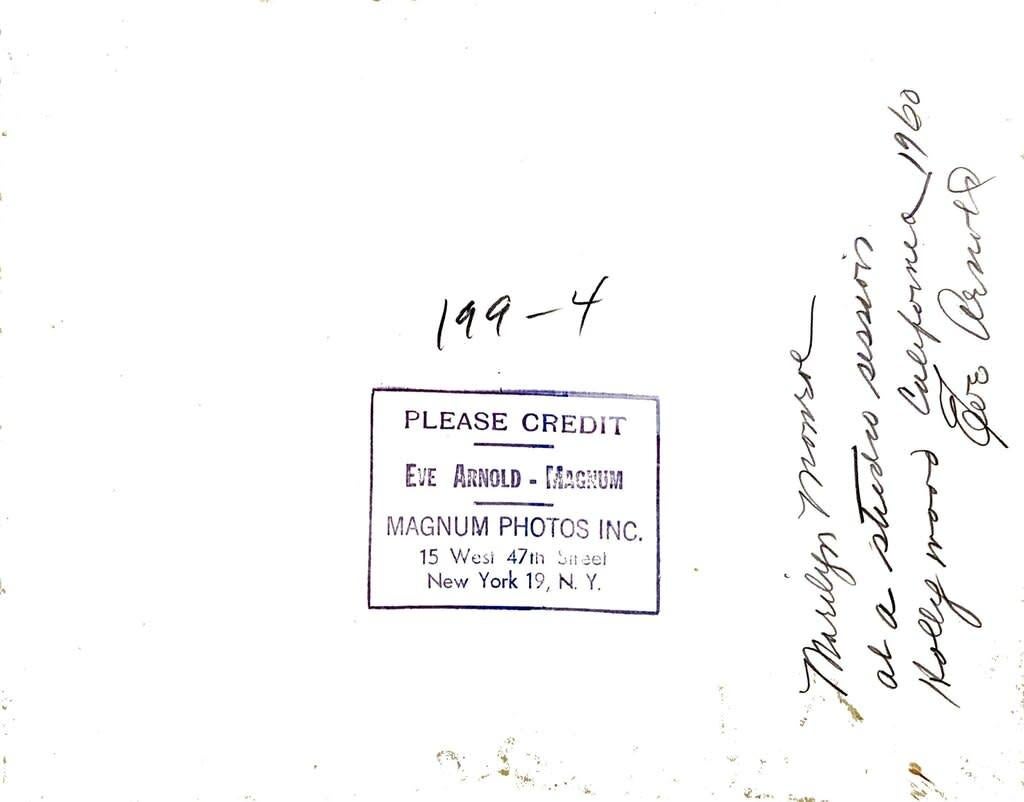 199-4
PLEASE CREDIT
EVE ARNOLD - MAGNUM
MAGNUM PHOTOS INC.
15 West 47th Street
New York 19, N. Y.
Marilyn Monroe
at a studio session
Hollywood California 1960
Eve Arnold